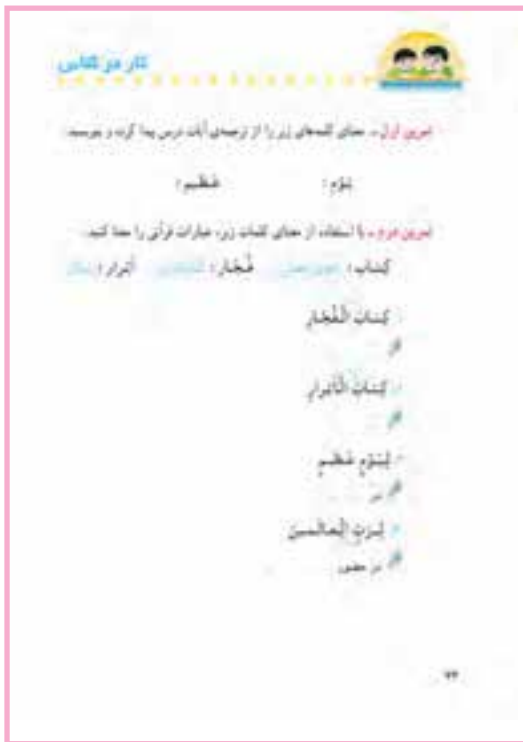 کار در کلاس
تمرین اول ـ معنای کلمه‌های زیر را از ترجمه‌ی آیات درس پیدا کرده و بنویسید.
یَوْم : عَظیم :
تمرین دوم ـ با استفاده از معنای کلمات زیر، عبارات قرآنی را معنا کنید.
کِتاب : فُجّار : أبرار :
کِتابَ الْفُجّارِ
کِتابَ الْأَبرارِ
لِیَوْمٍ عَظیمٍ
در
لِرَبِّ الْعالَمینَ
در حضور